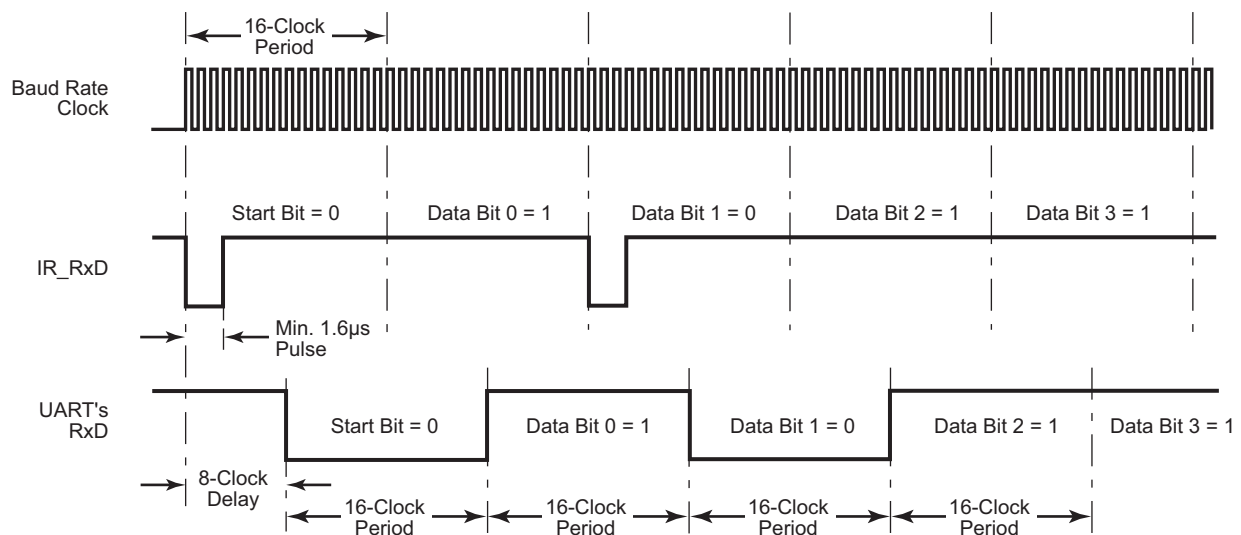 16-Clock
Period
Baud Rate
Clock
Start Bit = 0
Data Bit 0 = 1
Data Bit 1 = 0
Data Bit 2 = 1
Data Bit 3 = 1
IR_RxD
Min. 1.6µs
Pulse
UART's
RxD
Start Bit = 0
Data Bit 0 = 1
Data Bit 1 = 0
Data Bit 2 = 1
Data Bit 3 = 1
8-Clock
Delay
16-Clock
Period
16-Clock
Period
16-Clock
Period
16-Clock
Period